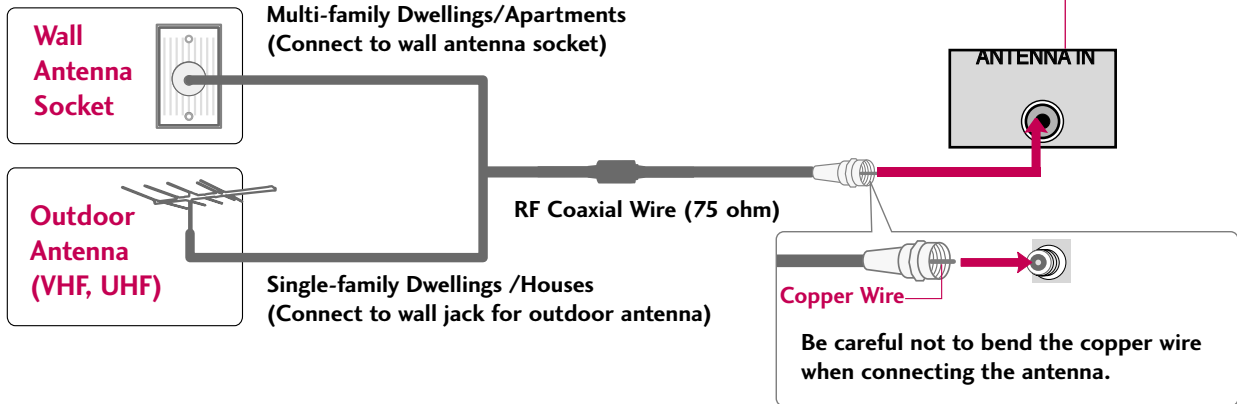 Wall
Antenna
Socket
Multi-family Dwellings/Apartments
(Connect to wall antenna socket)
ANTENNA IN
Outdoor
Antenna
(VHF, UHF)
RF Coaxial Wire (75 ohm)
Single-family Dwellings /Houses
(Connect to wall jack for outdoor antenna)
Copper Wire
Be careful not to bend the copper wire
when connecting the antenna.